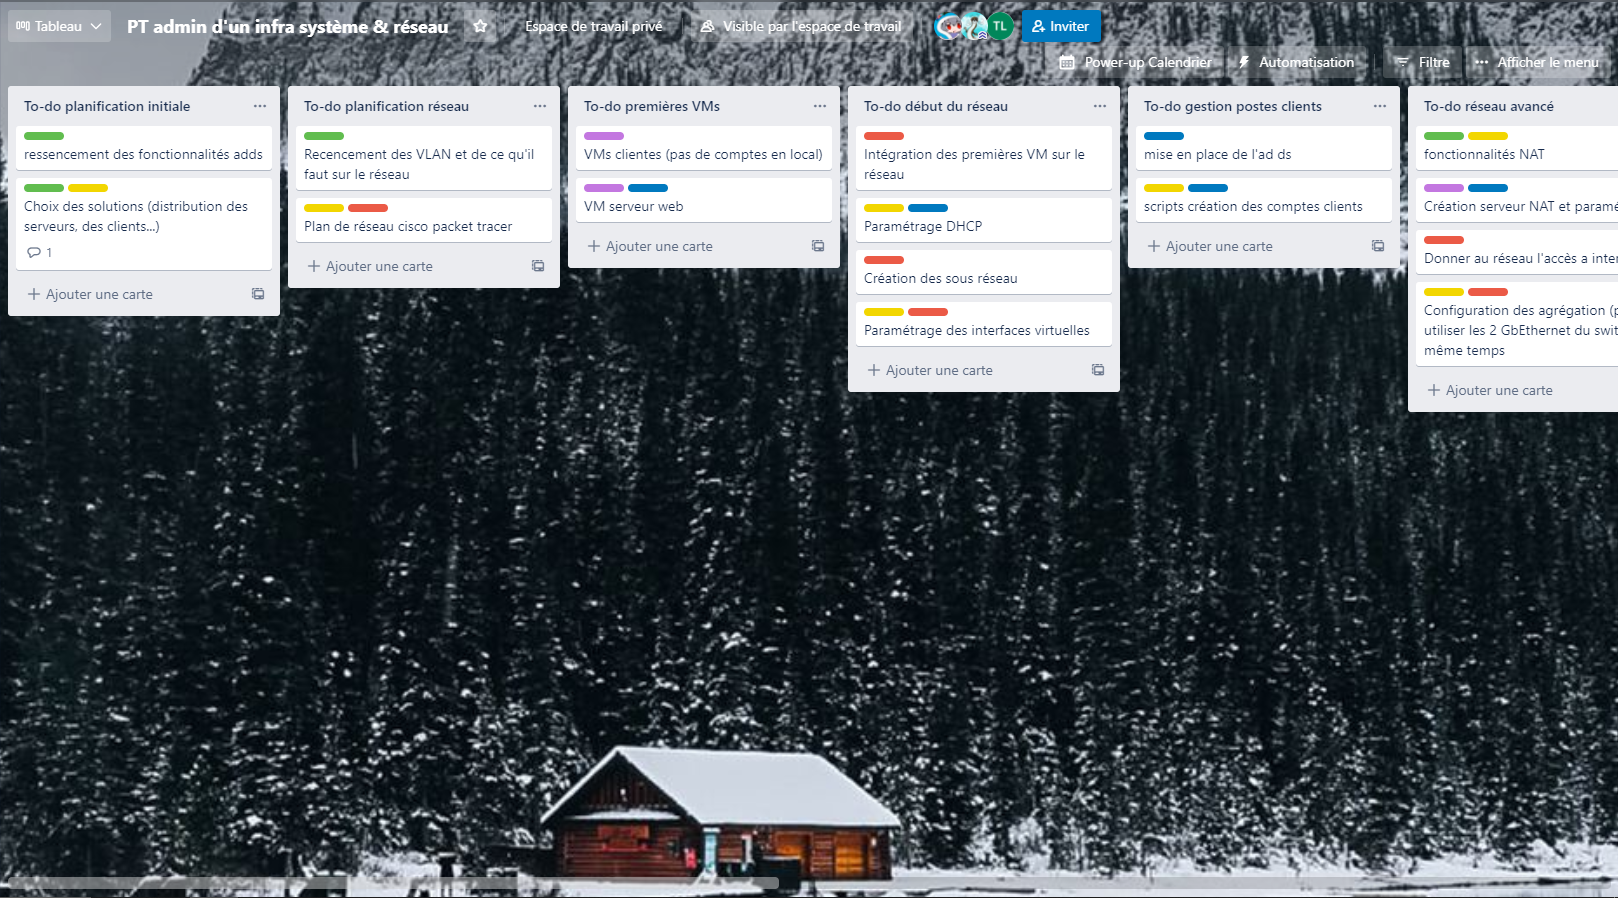 Tableau
PT admin d'un infra système & réseau
Espace de travail privé
Visible par l'espace de travail
TL
Inviter
Power-up Calendrier
Automatisation
Filtre
Afficher le menu
To-do planification initiale
ressencement des fonctionnalités adds
Choix des solutions (distribution des
serveurs, des clients...)
1
Ajouter une carte
To-do planification réseau
Recencement des VLAN et de ce qu'il
faut sur le réseau
Plan de réseau cisco packet tracer
Ajouter une carte
To-do premières VMs
VMs clientes (pas de comptes en local)
VM serveur web
Ajouter une carte
To-do début du réseau
Intégration des premières VM sur le
réseau
Paramétrage DHCP
Création des sous réseau
Paramétrage des interfaces virtuelles
Ajouter une carte
To-do gestion postes clients
mise en place de l'ad ds
scripts création des comptes clients
Ajouter une carte
To-do réseau avancé
fonctionnalités NAT
Création serveur NAT et paramé
Donner au réseau l'accès a inter
Configuration des agrégation (p
utiliser les 2 GbEthernet du swit
même temps
Ajouter une carte